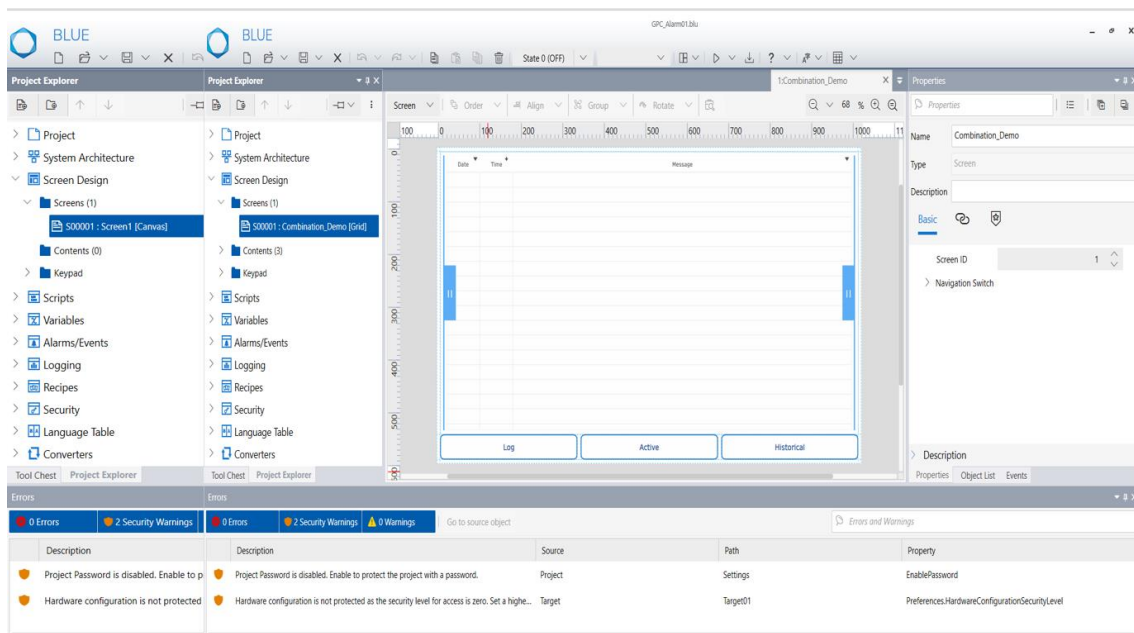 GPC_Alarm01.blu
BLUE
BLUE
State 0 (OFF)
Project Explorer
Project Explorer
1:Combination_Demo
Properties
Screen
Order
Align
Group
Rotate
68 %
Properties
Project
System Architecture
Screen Design
Screens (1)
S00001 : Screen1 [Canvas]
Contents (0)
Keypad
Scripts
Variables
Alarms/Events
Logging
Recipes
Security
Language Table
Converters
Tool Chest Project Explorer
Project
System Architecture
Screen Design
Screens (1)
S00001 : Combination_Demo [Grid]
Contents (3)
Keypad
Scripts
Variables
Alarms/Events
Logging
Recipes
Security
Language Table
Converters
Tool Chest Project Explorer
100 0 100 200 300 400 500 600 700 800 900 1000 11
0
100
200
300
400
500
Date Time Message
Log Active Historical
Name Combination_Demo
Type Screen
Description
Basic
Screen ID 1
Navigation Switch
Description
Properties Object List Events
Errors
Errors
0 Errors 2 Security Warnings
0 Errors 2 Security Warnings 0 Warnings Go to source object Errors and Warnings
Description
Description Source Path Property
Project Password is disabled. Enable to p
Project Password is disabled. Enable to protect the project with a password. Project Settings EnablePassword
Hardware configuration is not protected
Hardware configuration is not protected as the security level for access is zero. Set a highe... Target Target01 Preferences.HardwareConfigurationSecurityLevel